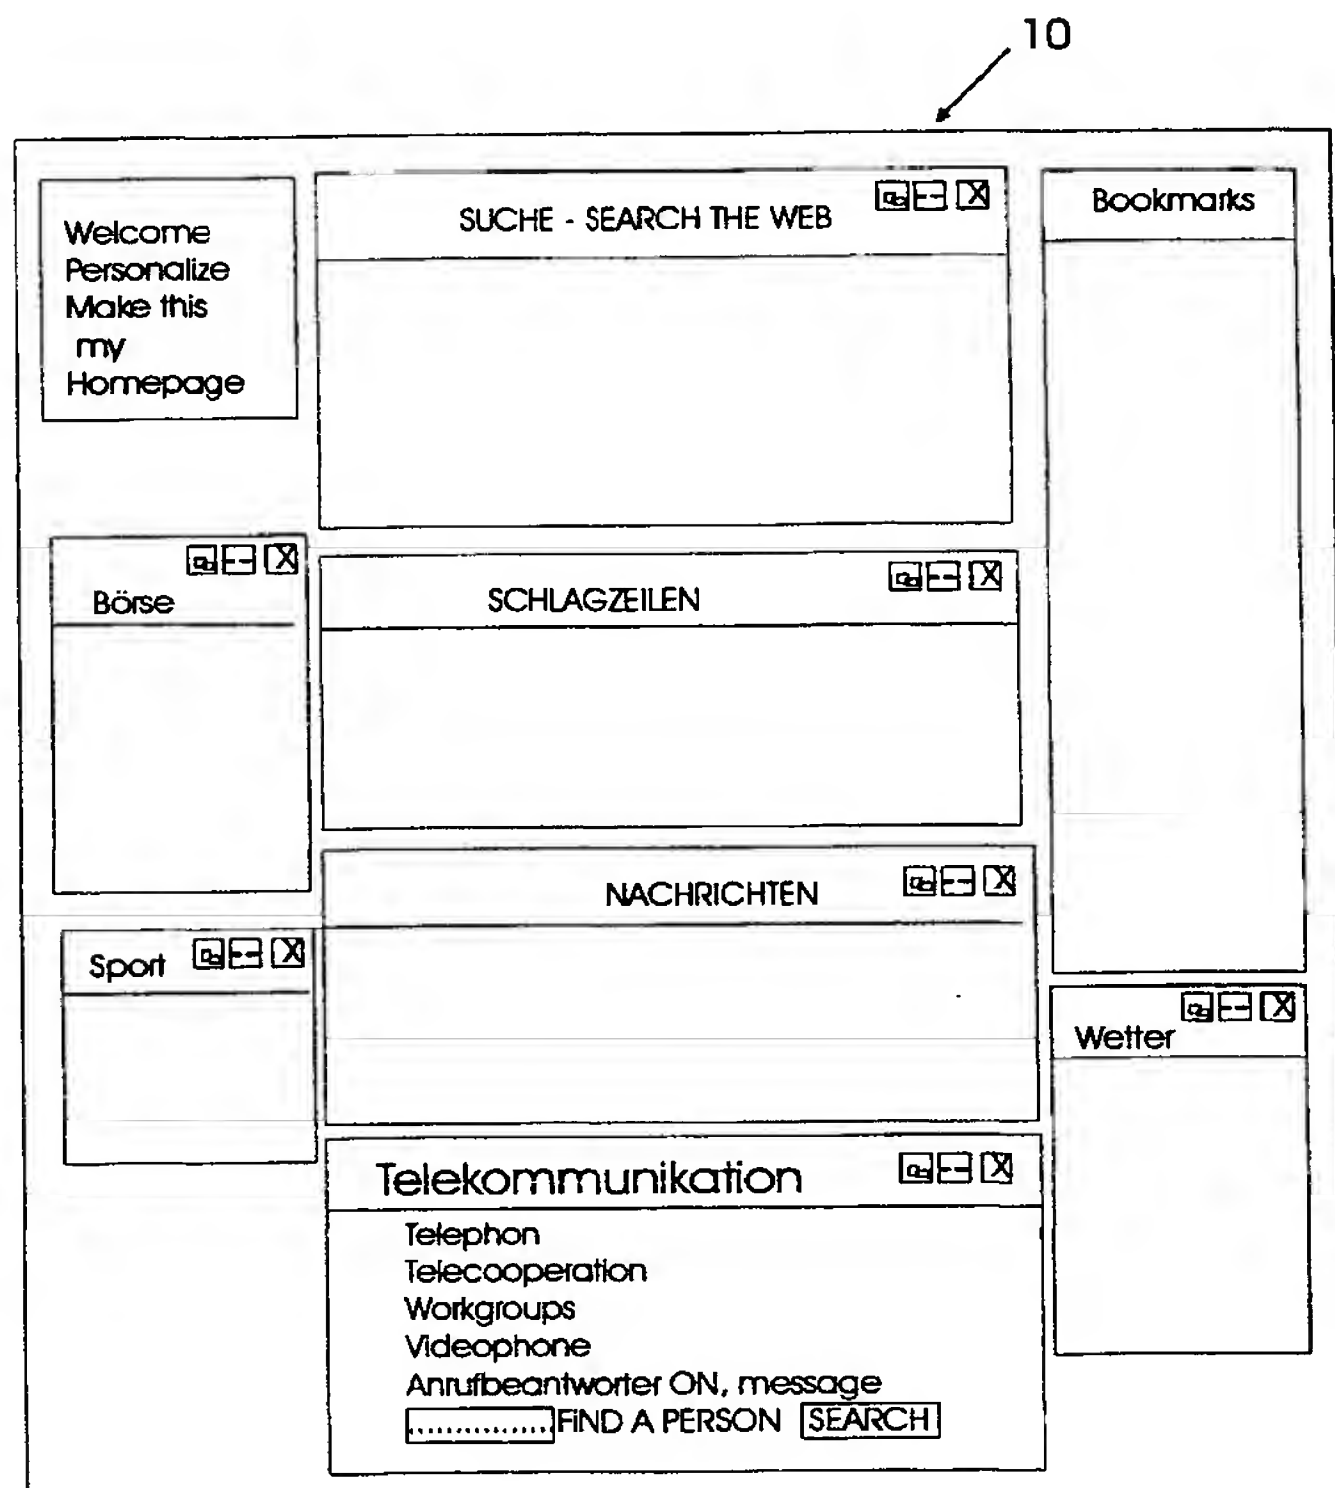 10
Welcome
Personalize
Make this
my
Homepage
SUCHE - SEARCH THE WEB
X
Bookmarks
X
Börse
SCHLAGZEILEN
X
NACHRICHTEN
X
Sport
X
X
Wetter
Telekommunikation
X
Telephon
Telecooperation
Workgroups
Videophone
Anrufbeantworter ON, message
..............FIND A PERSON SEARCH